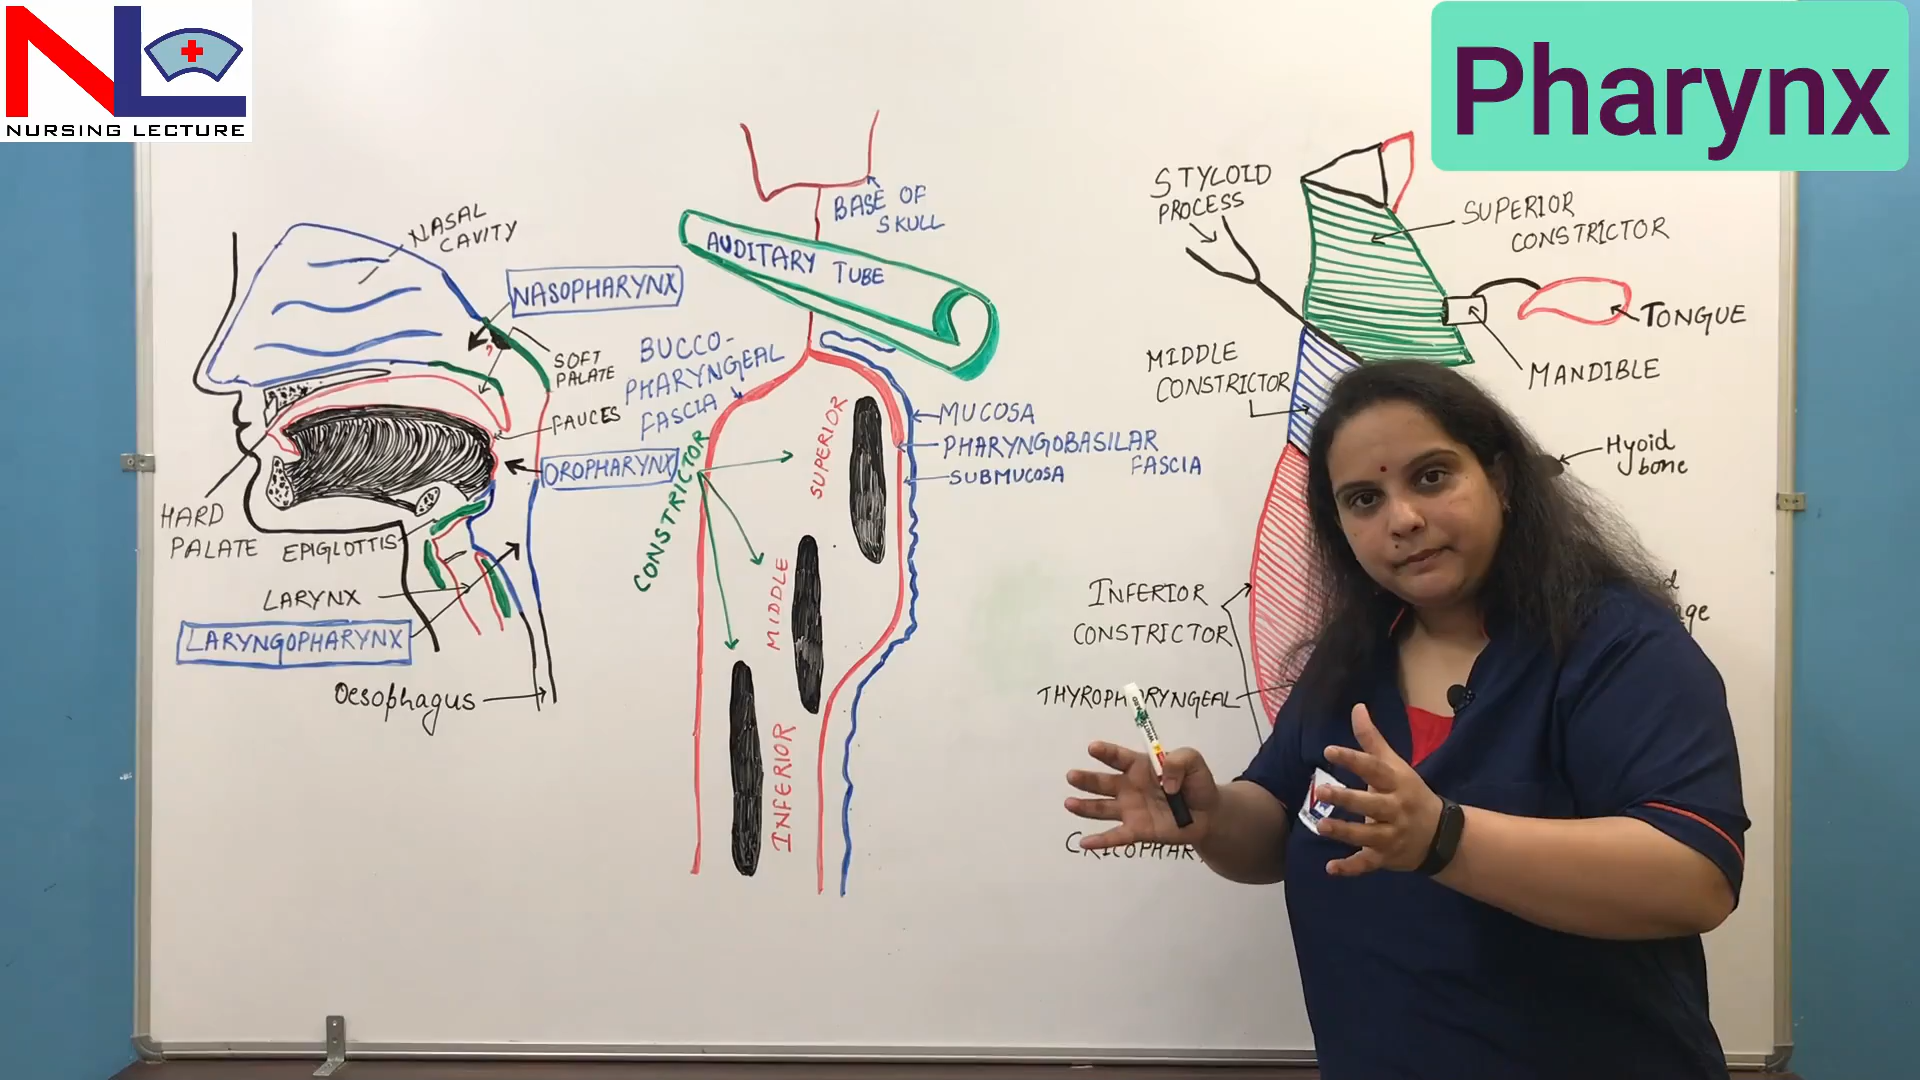 NL
NURSING LECTURE
Pharynx
NASAL
CAVITY
NASOPHARYNX
SOFT
PALATE
FAUCES
OROPHARYNX
HARD
PALATE
EPIGLOTTIS
LARYNX
LARYNGOPHARYNX
Oesophagus
BASE OF
SKULL
AUDITARY TUBE
BUCCO-
PHARYNGEAL
FASCIA
CONSTRICTOR
SUPERIOR
MIDDLE
INFERIOR
MUCOSA
PHARYNGOBASILAR
FASCIA
SUBMUCOSA
STYLOID
PROCESS
SUPERIOR
CONSTRICTOR
TONGUE
MANDIBLE
MIDDLE
CONSTRICTOR
Hyoid
bone
INFERIOR
CONSTRICTOR
THYROPHARYNGEAL